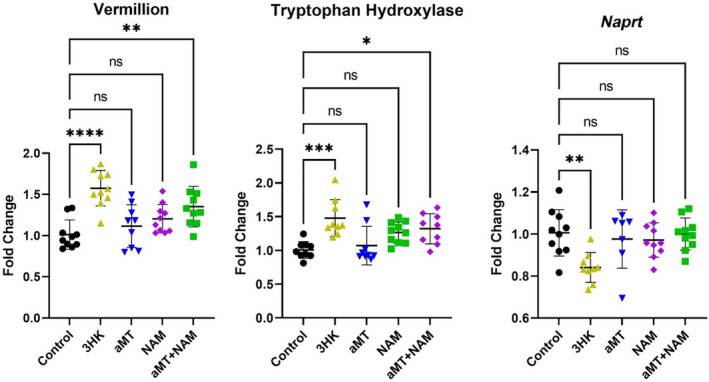 Vermillion
**
ns
ns
****
Fold Change
2.0
1.5
1.0
0.5
0.0
Control
3HK
aMT
NAM
aMT+NAM
Tryptophan Hydroxylase
*
ns
ns
***
Fold Change
2.5
2.0
1.5
1.0
0.5
0.0
Control
3HK
aMT
NAM
aMT+NAM
Naprt
ns
ns
ns
**
Fold Change
1.4
1.2
1.0
0.8
0.6
Control
3HK
aMT
NAM
aMT+NAM